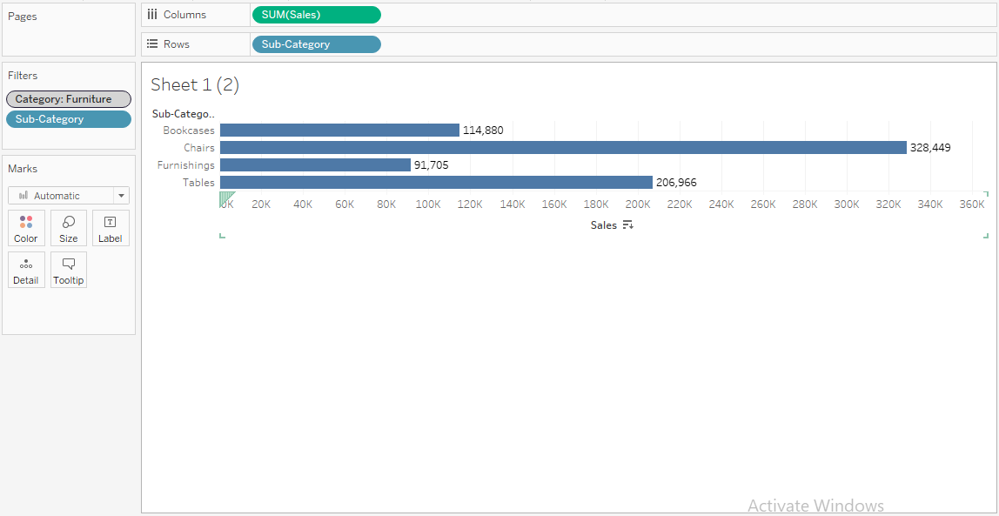 Pages
Columns
SUM(Sales)
Rows
Sub-Category
Filters
Category: Furniture
Sub-Category
Marks
Automatic
Color
Size
Label
Detail
Tooltip
Sheet 1 (2)
Sub-Catego..
Bookcases 114,880
Chairs 328,449
Furnishings 91,705
Tables 206,966
0K 20K 40K 60K 80K 100K 120K 140K 160K 180K 200K 220K 240K 260K 280K 300K 320K 340K 360K
Sales
Activate Windows